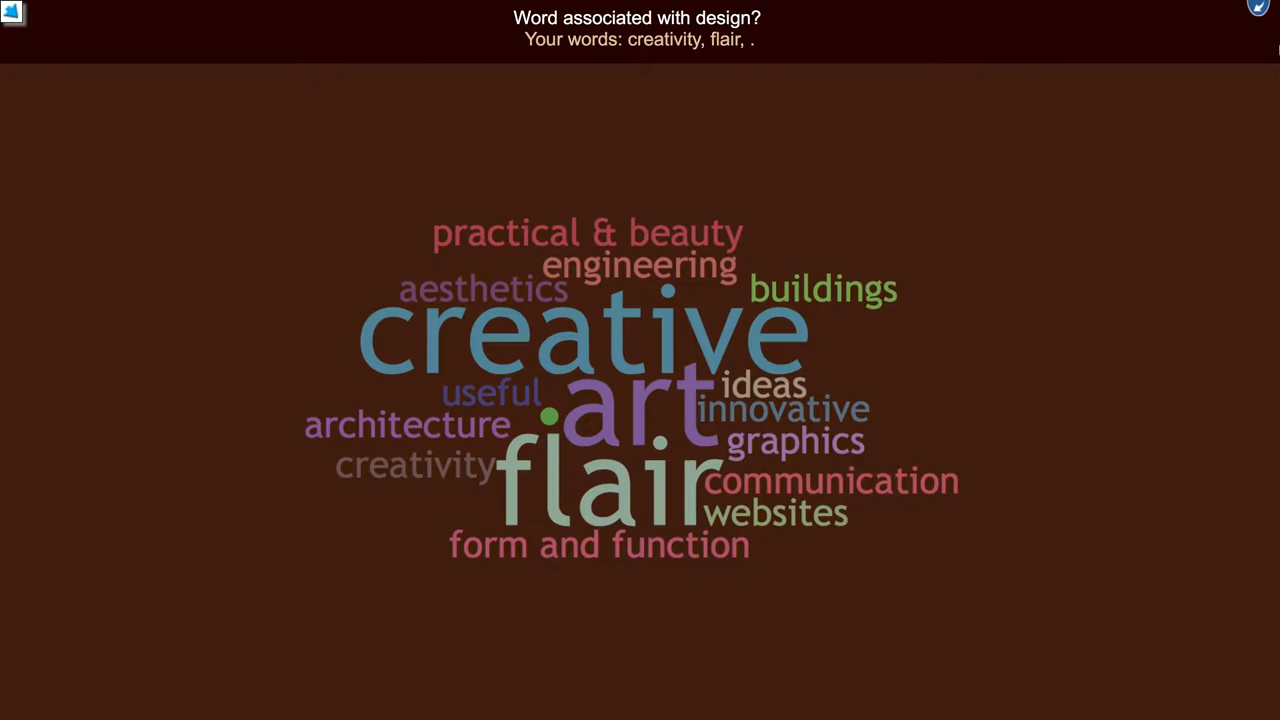 Word associated with design?
Your words: creativity, flair, .
practical & beauty
engineering
aesthetics
buildings
creative
useful
art
ideas
innovative
architecture
.
graphics
creativity
flair
communication
websites
form and function